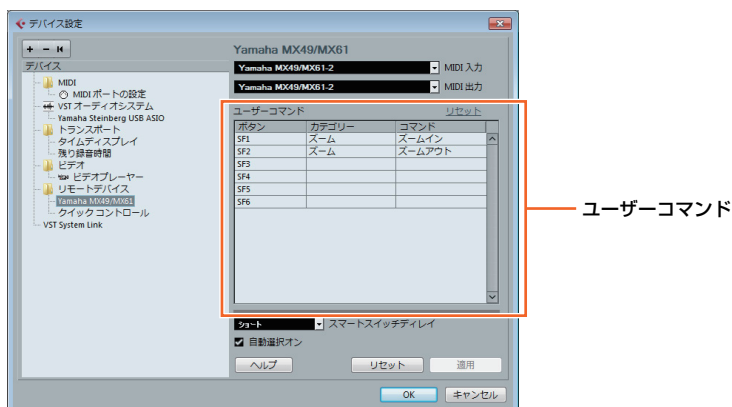 デバイス設定
+ - |◀
デバイス
MIDI
MIDI ポートの設定
VST オーディオシステム
Yamaha Steinberg USB ASIO
トランスポート
タイムディスプレイ
残り録音時間
ビデオ
ビデオプレーヤー
リモートデバイス
Yamaha MX49/MX61
クイック コントロール
VST System Link
Yamaha MX49/MX61
Yamaha MX49/MX61-2 MIDI 入力
Yamaha MX49/MX61-2 MIDI 出力
ユーザーコマンド リセット
ボタン カテゴリー コマンド
SF1 ズーム ズームイン
SF2 ズーム ズームアウト
SF3
SF4
SF5
SF6
ショート スマートスイッチディレイ
自動選択オン
ヘルプ リセット 適用
OK キャンセル
ユーザーコマンド